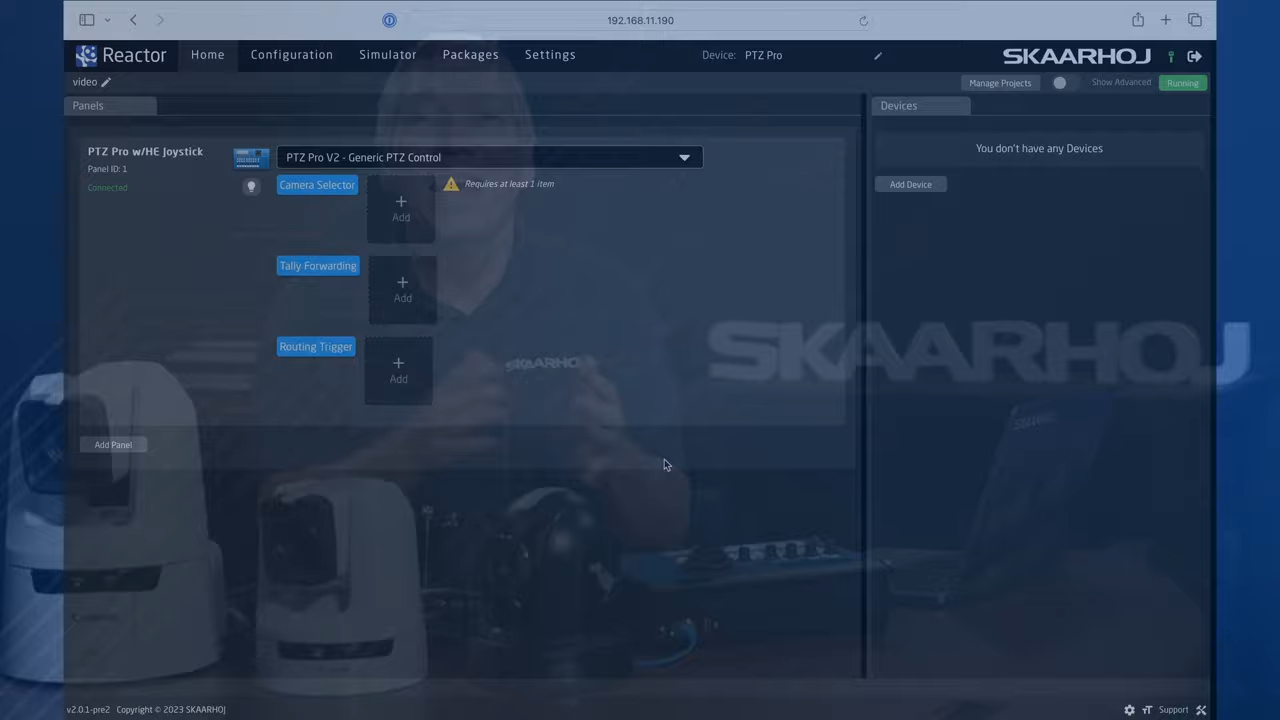 192.168.11.190
Reactor
Home
Configuration
Simulator
Packages
Settings
Device: PTZ Pro
SKAARHOJ
video
Manage Projects
Show Advanced
Running
Panels
PTZ Pro w/HE Joystick
Panel ID: 1
Connected
PTZ Pro V2 - Generic PTZ Control
Camera Selector
Add
Requires at least 1 item
Tally Forwarding
Add
Routing Trigger
Add
Add Panel
Devices
You don't have any Devices
Add Device
SKAARHOJ
SKAARHOJ
v2.0.1-pre2 Copyright © 2023 SKAARHOJ
Support